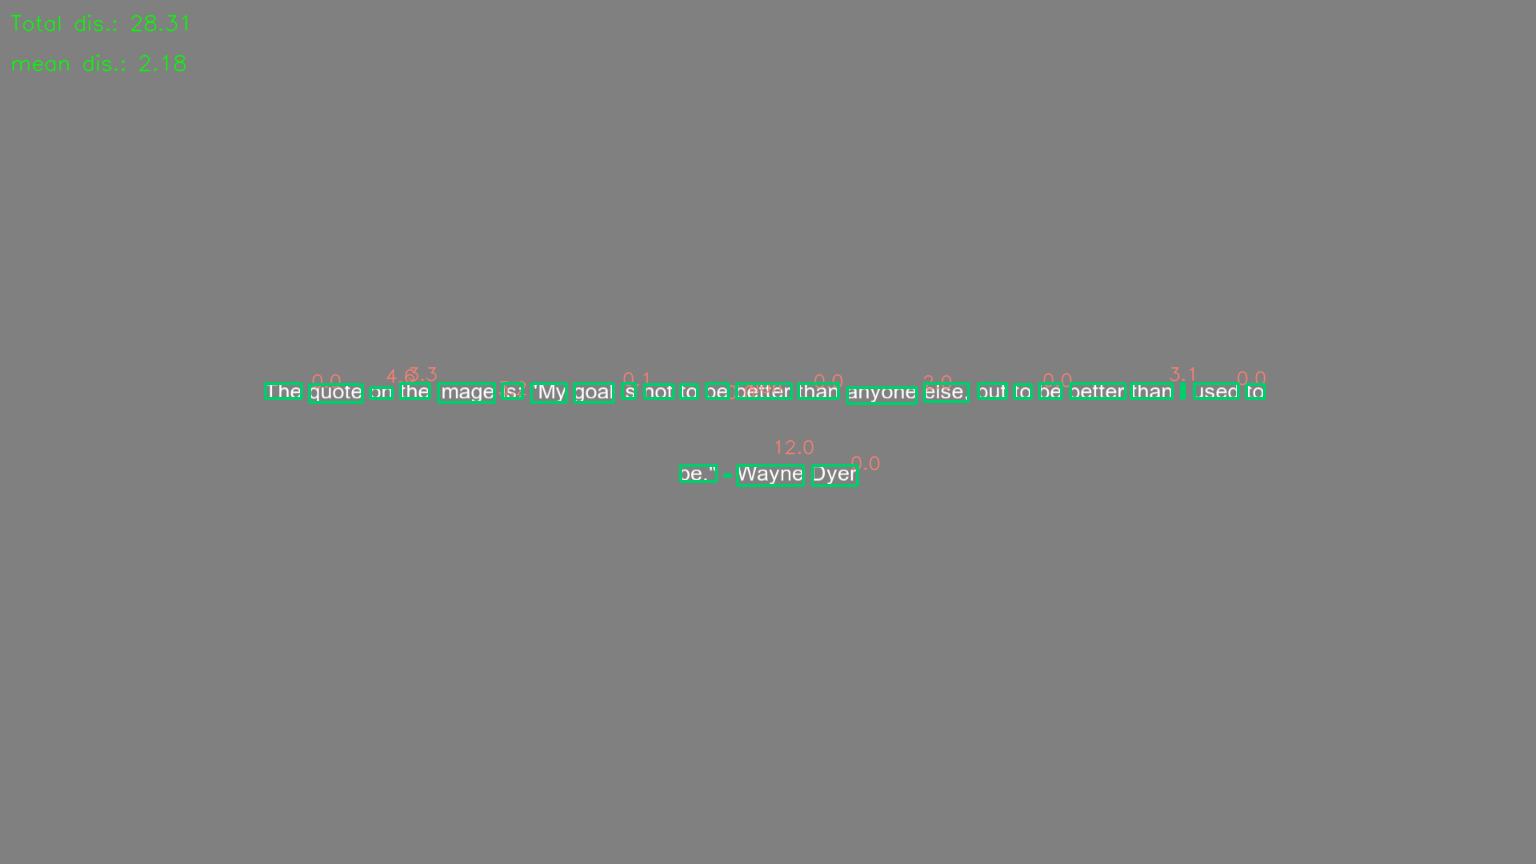 Total dis.: 28.31
mean dis.: 2.18
0.0 4.6 3.3 0.1 0.0 2.0 0.0 3.1 0.0
The quote on the image is: "My goal is not to be better than anyone else, but to be better than I used to
12.0 0.0
be." - Wayne Dyer